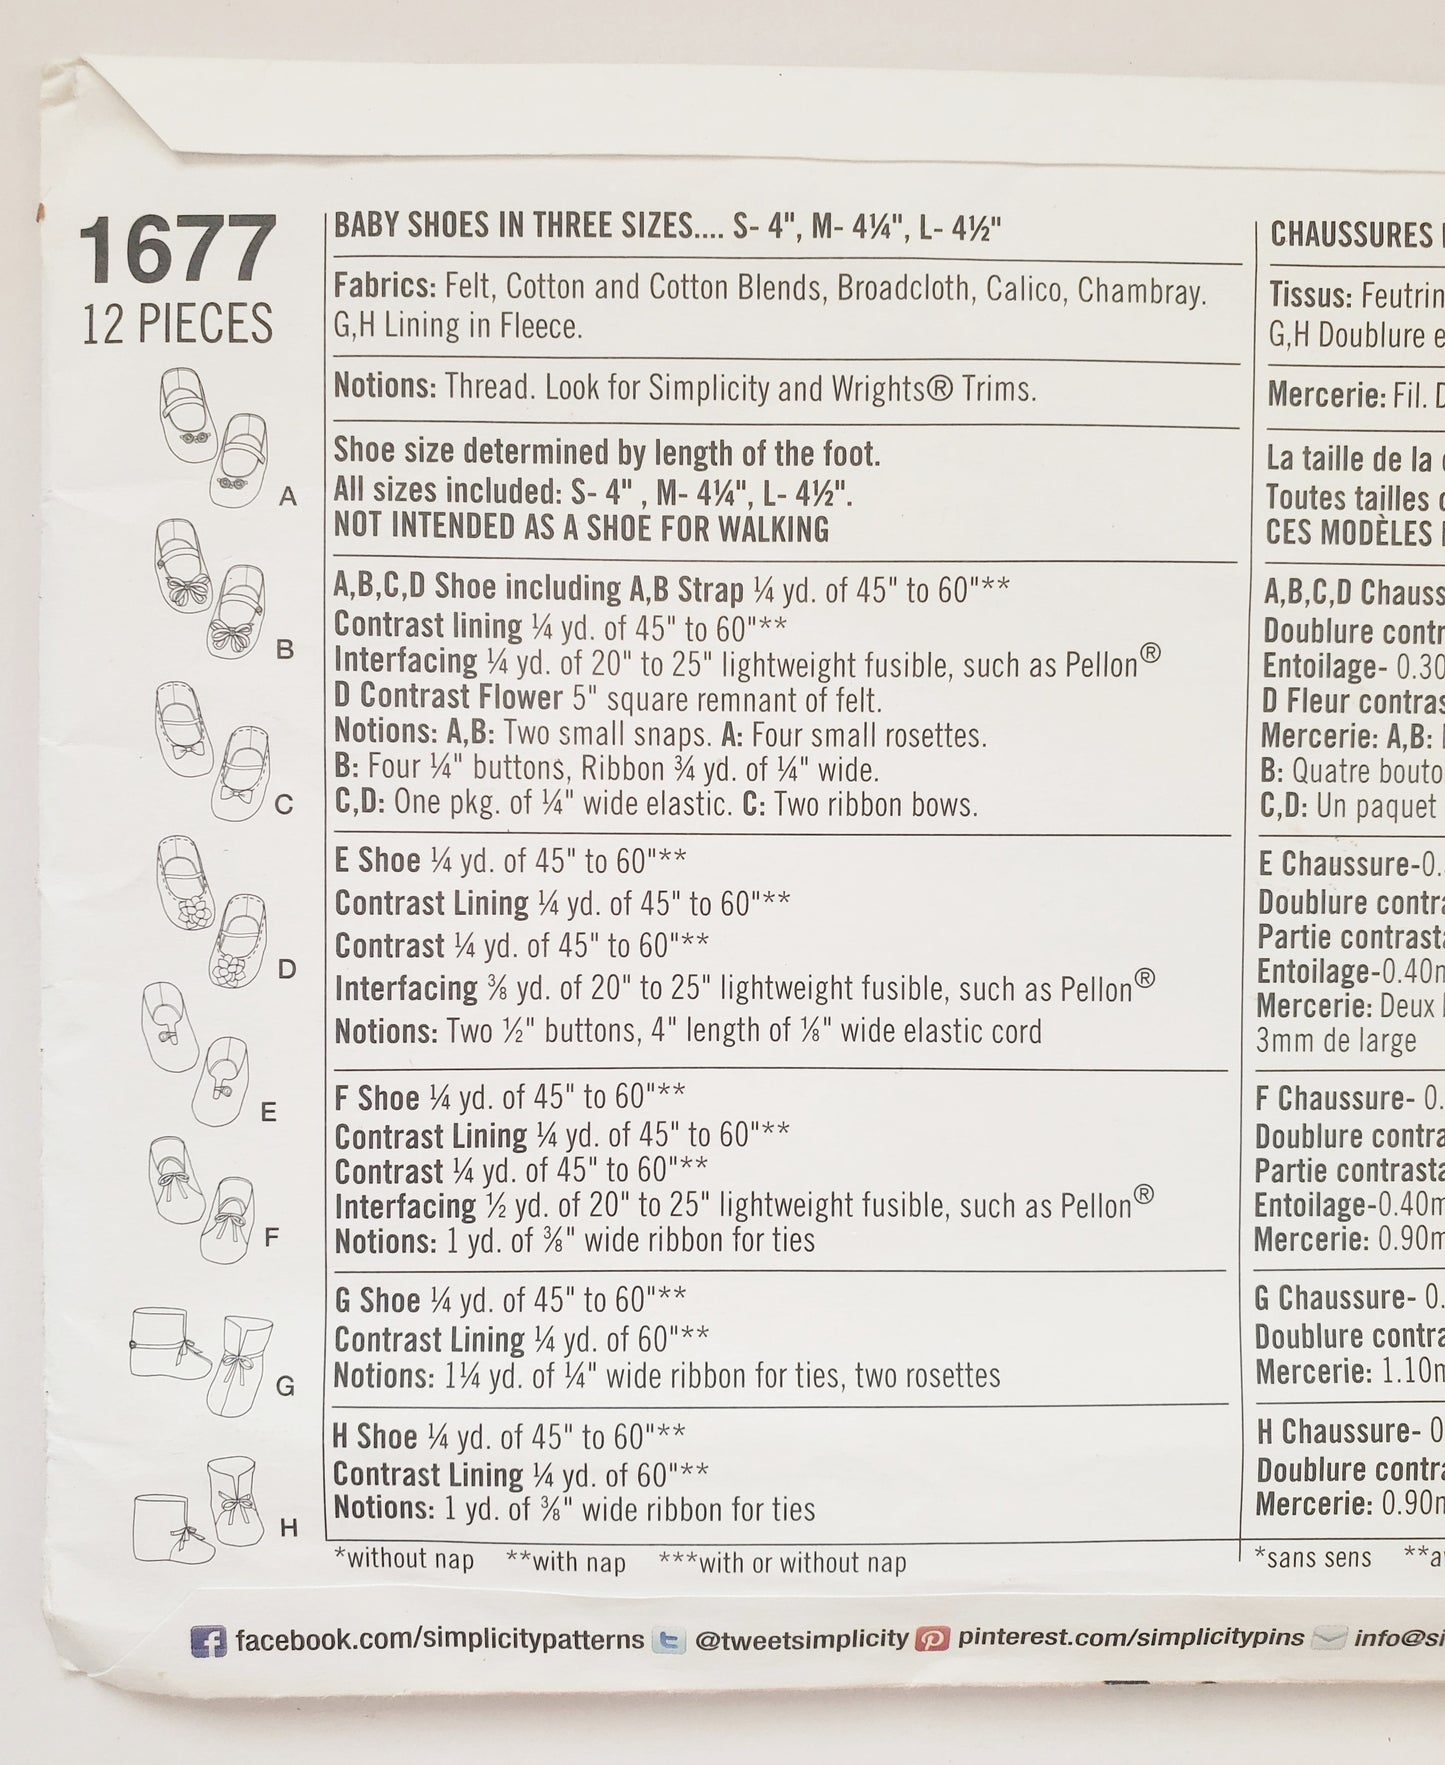 1677
12 PIECES
A
B
C
D
E
F
G
H
BABY SHOES IN THREE SIZES.... S- 4", M- 4¼", L- 4½"
Fabrics: Felt, Cotton and Cotton Blends, Broadcloth, Calico, Chambray.
G,H Lining in Fleece.
Notions: Thread. Look for Simplicity and Wrights® Trims.
Shoe size determined by length of the foot.
All sizes included: S- 4" , M- 4¼", L- 4½".
NOT INTENDED AS A SHOE FOR WALKING
A,B,C,D Shoe including A,B Strap ¼ yd. of 45" to 60"**
Contrast lining ¼ yd. of 45" to 60"**
Interfacing ¼ yd. of 20" to 25" lightweight fusible, such as Pellon®
D Contrast Flower 5" square remnant of felt.
Notions: A,B: Two small snaps. A: Four small rosettes.
B: Four ¼" buttons, Ribbon ¾ yd. of ¼" wide.
C,D: One pkg. of ¼" wide elastic. C: Two ribbon bows.
E Shoe ¼ yd. of 45" to 60"**
Contrast Lining ¼ yd. of 45" to 60"**
Contrast ¼ yd. of 45" to 60"**
Interfacing ⅜ yd. of 20" to 25" lightweight fusible, such as Pellon®
Notions: Two ½" buttons, 4" length of ⅛" wide elastic cord
F Shoe ¼ yd. of 45" to 60"**
Contrast Lining ¼ yd. of 45" to 60"**
Contrast ¼ yd. of 45" to 60"**
Interfacing ½ yd. of 20" to 25" lightweight fusible, such as Pellon®
Notions: 1 yd. of ⅜" wide ribbon for ties
G Shoe ¼ yd. of 45" to 60"**
Contrast Lining ¼ yd. of 60"**
Notions: 1¼ yd. of ¼" wide ribbon for ties, two rosettes
H Shoe ¼ yd. of 45" to 60"**
Contrast Lining ¼ yd. of 60"**
Notions: 1 yd. of ⅜" wide ribbon for ties
*without nap **with nap ***with or without nap
CHAUSSURES
Tissus: Feutrin
G,H Doublure e
Mercerie: Fil. D
La taille de la
Toutes tailles
CES MODÈLES
A,B,C,D Chauss
Doublure contr
Entoilage- 0.30
D Fleur contras
Mercerie: A,B:
B: Quatre bouto
C,D: Un paquet
E Chaussure-0.
Doublure contra
Partie contrasta
Entoilage-0.40m
Mercerie: Deux
3mm de large
F Chaussure- 0.
Doublure contra
Partie contrasta
Entoilage-0.40m
Mercerie: 0.90m
G Chaussure- 0.
Doublure contra
Mercerie: 1.10m
H Chaussure- 0
Doublure contra
Mercerie: 0.90m
*sans sens **a
facebook.com/simplicitypatterns @tweetsimplicity pinterest.com/simplicitypins info@si